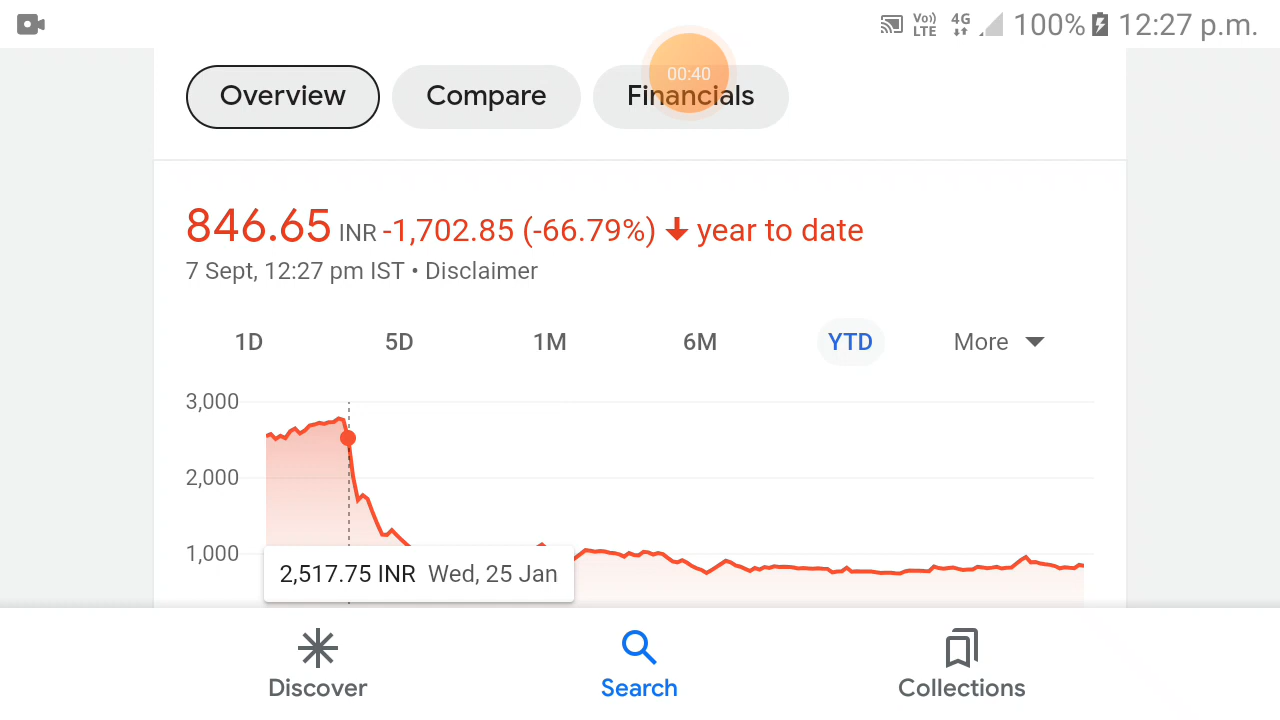 Vo) LTE 4G 100% 12:27 p.m.
00:40
Overview Compare Financials
846.65 INR -1,702.85 (-66.79%) year to date
7 Sept, 12:27 pm IST • Disclaimer
1D 5D 1M 6M YTD More
3,000
2,000
1,000
2,517.75 INR Wed, 25 Jan
Discover Search Collections